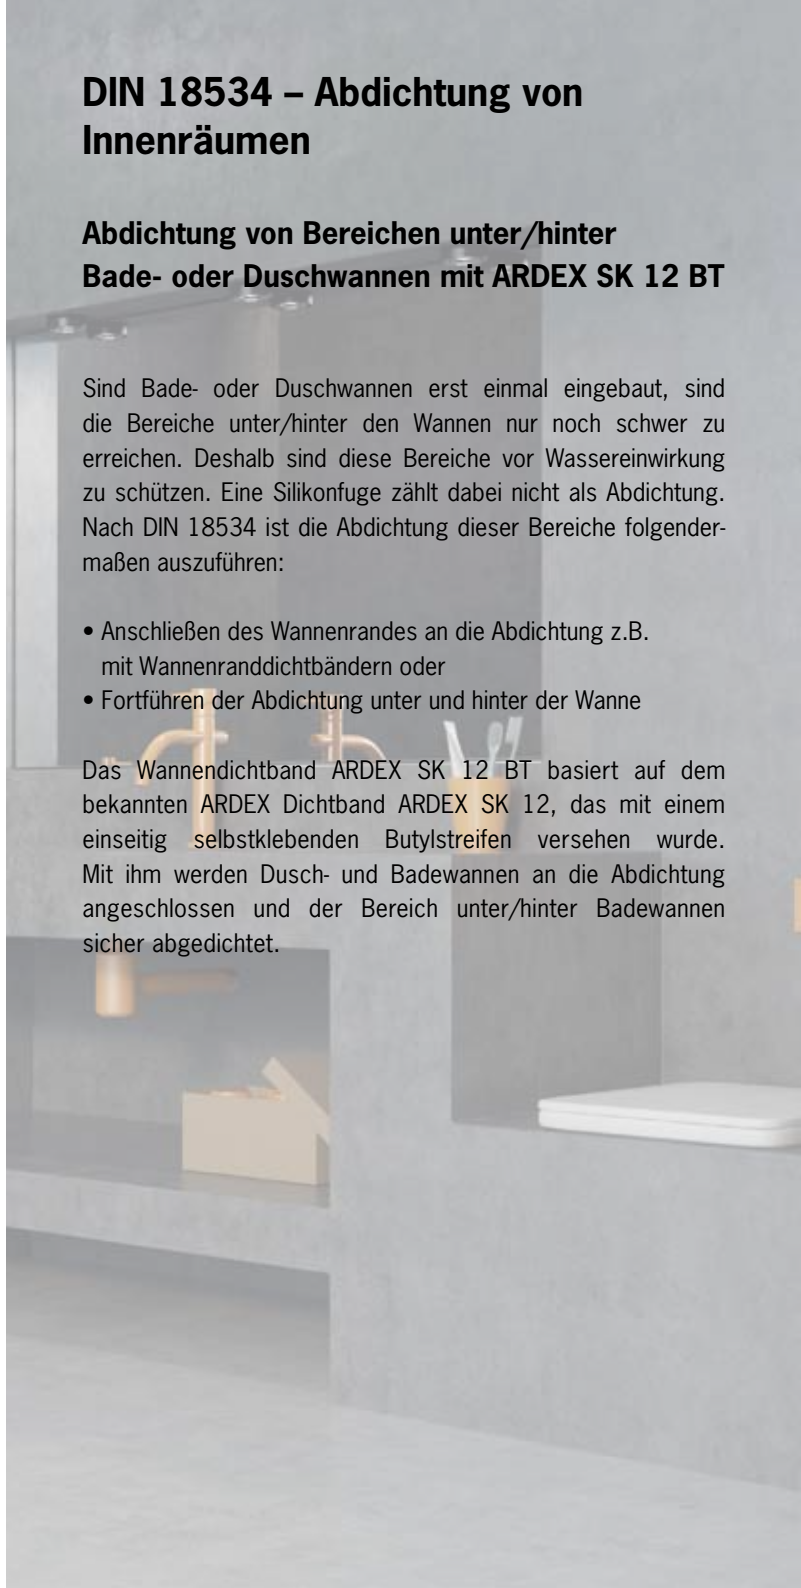 DIN 18534 – Abdichtung von
Innenräumen
Abdichtung von Bereichen unter/hinter
Bade- oder Duschwannen mit ARDEX SK 12 BT
Sind Bade- oder Duschwannen erst einmal eingebaut, sind
die Bereiche unter/hinter den Wannen nur noch schwer zu
erreichen. Deshalb sind diese Bereiche vor Wassereinwirkung
zu schützen. Eine Silikonfuge zählt dabei nicht als Abdichtung.
Nach DIN 18534 ist die Abdichtung dieser Bereiche folgender-
maßen auszuführen:
• Anschließen des Wannenrandes an die Abdichtung z.B.
mit Wannenranddichtbändern oder
• Fortführen der Abdichtung unter und hinter der Wanne
Das Wannendichtband ARDEX SK 12 BT basiert auf dem
bekannten ARDEX Dichtband ARDEX SK 12, das mit einem
einseitig selbstklebenden Butylstreifen versehen wurde.
Mit ihm werden Dusch- und Badewannen an die Abdichtung
angeschlossen und der Bereich unter/hinter Badewannen
sicher abgedichtet.